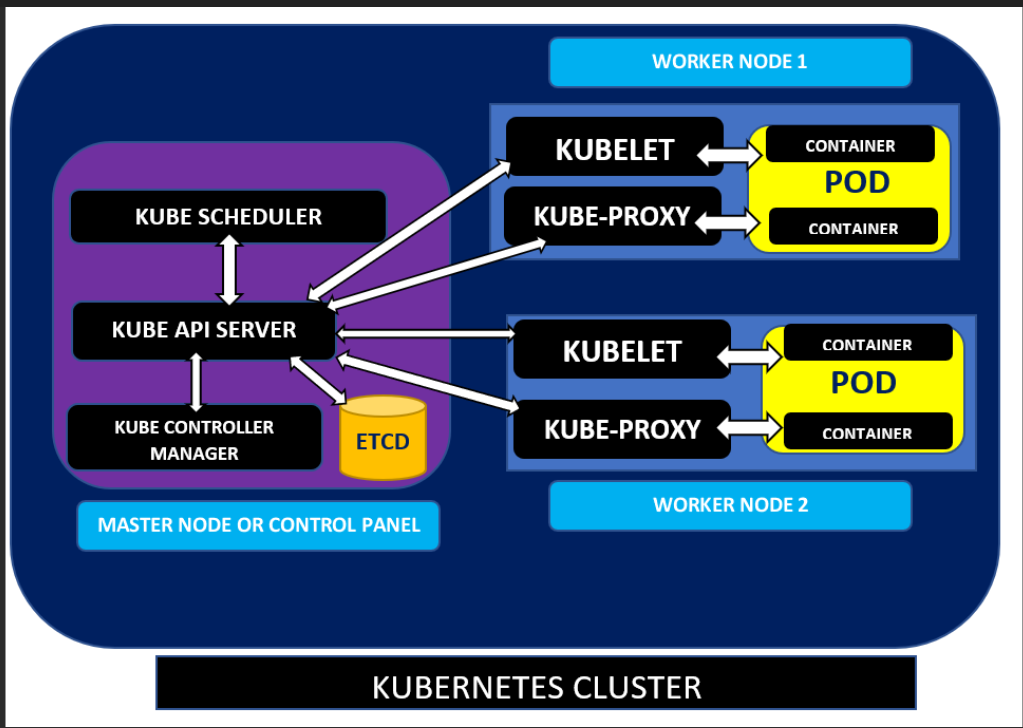 WORKER NODE 1
KUBELET
CONTAINER
POD
KUBE-PROXY
CONTAINER
KUBE SCHEDULER
KUBE API SERVER
KUBE CONTROLLER
MANAGER
ETCD
MASTER NODE OR CONTROL PANEL
KUBELET
CONTAINER
POD
KUBE-PROXY
CONTAINER
WORKER NODE 2
KUBERNETES CLUSTER